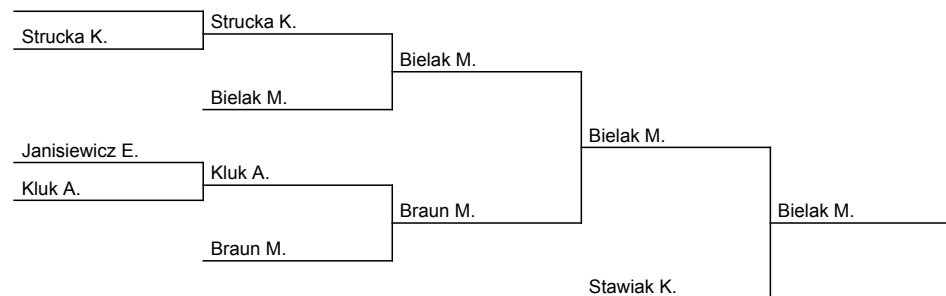 Strucka K.
Strucka K.
Bielak M.
Bielak M.
Bielak M.
Janisiewicz E.
Kluk A.
Kluk A.
Braun M.
Bielak M.
Braun M.
Stawiak K.